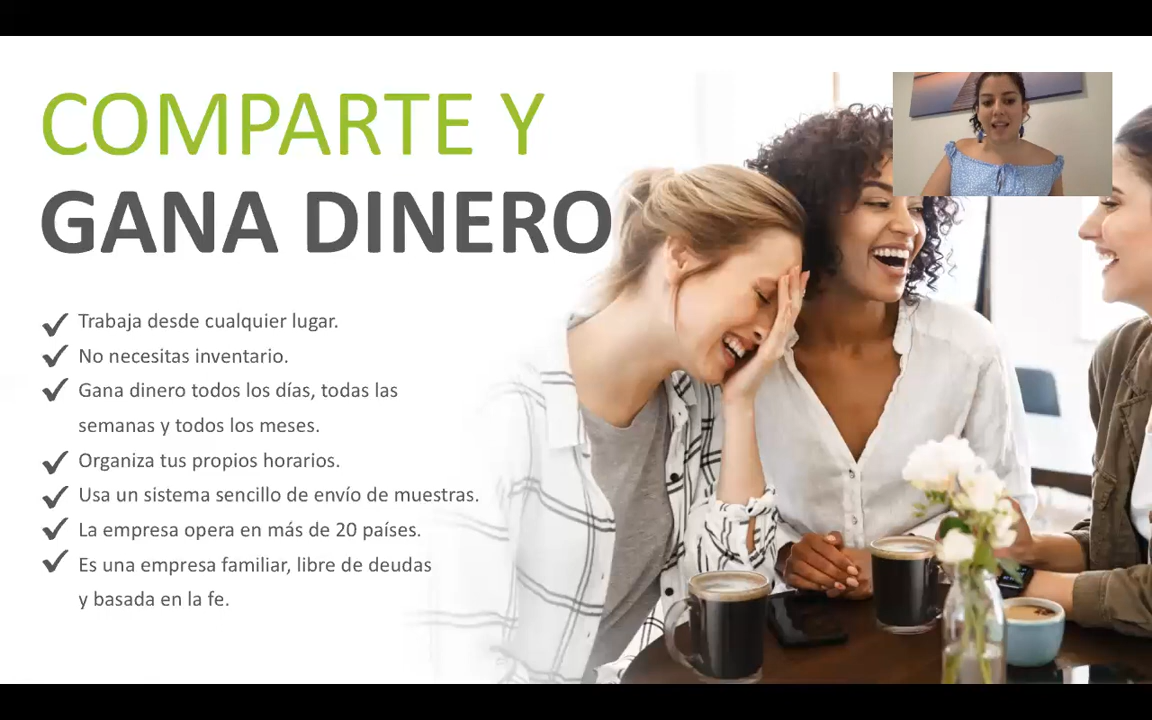 COMPARTE Y
GANA DINERO
Trabaja desde cualquier lugar.
No necesitas inventario.
Gana dinero todos los días, todas las
semanas y todos los meses.
Organiza tus propios horarios.
Usa un sistema sencillo de envío de muestras.
La empresa opera en más de 20 países.
Es una empresa familiar, libre de deudas
y basada en la fe.